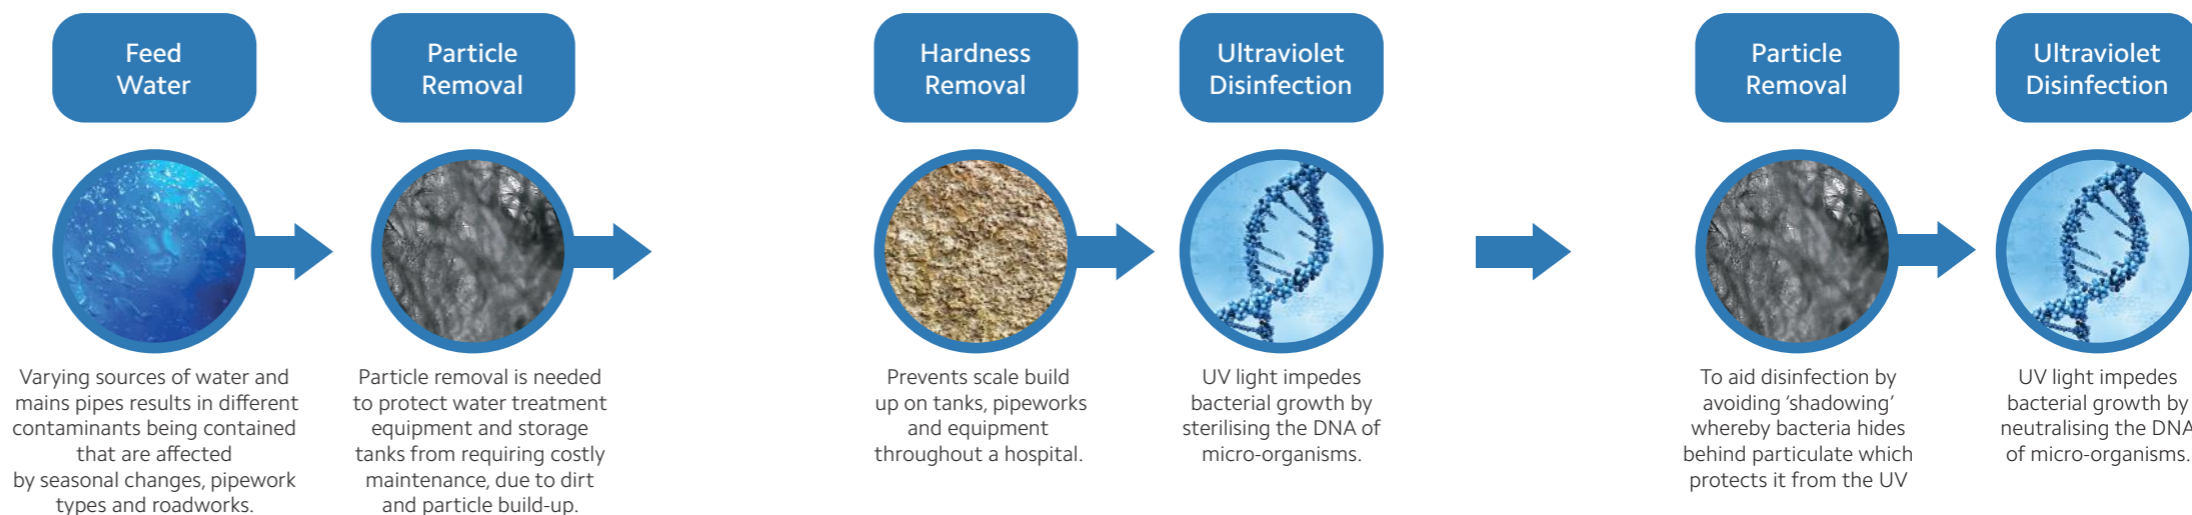 Feed
Water
Particle
Removal
Hardness
Removal
Ultraviolet
Disinfection
Particle
Removal
Ultraviolet
Disinfection
Varying sources of water and
mains pipes results in different
contaminants being contained
that are affected
by seasonal changes, pipework
types and roadworks.
Particle removal is needed
to protect water treatment
equipment and storage
tanks from requiring costly
maintenance, due to dirt
and particle build-up.
Prevents scale build
up on tanks, pipeworks
and equipment
throughout a hospital.
UV light impedes
bacterial growth by
sterilising the DNA of
micro-organisms.
To aid disinfection by
avoiding ‘shadowing’
whereby bacteria hides
behind particulate which
protects it from the UV
UV light impedes
bacterial growth by
neutralising the DNA
of micro-organisms.